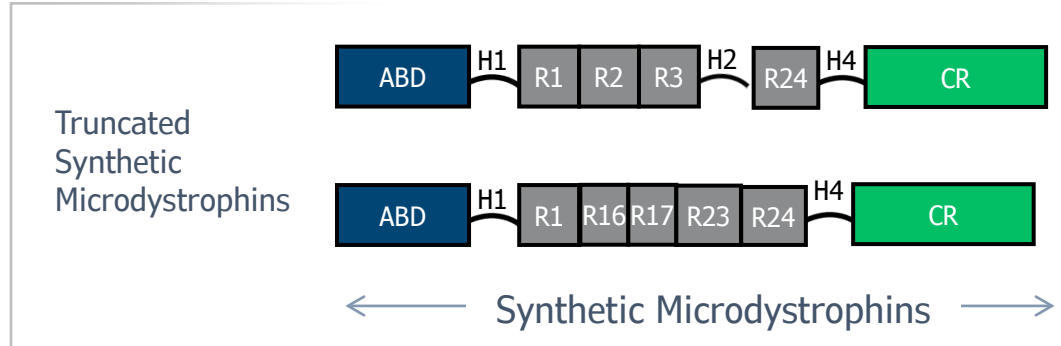 Truncated
Synthetic
Microdystrophins
ABD H1 R1 R2 R3 H2 R24 H4 CR
ABD H1 R1 R16 R17 R23 R24 H4 CR
Synthetic Microdystrophins